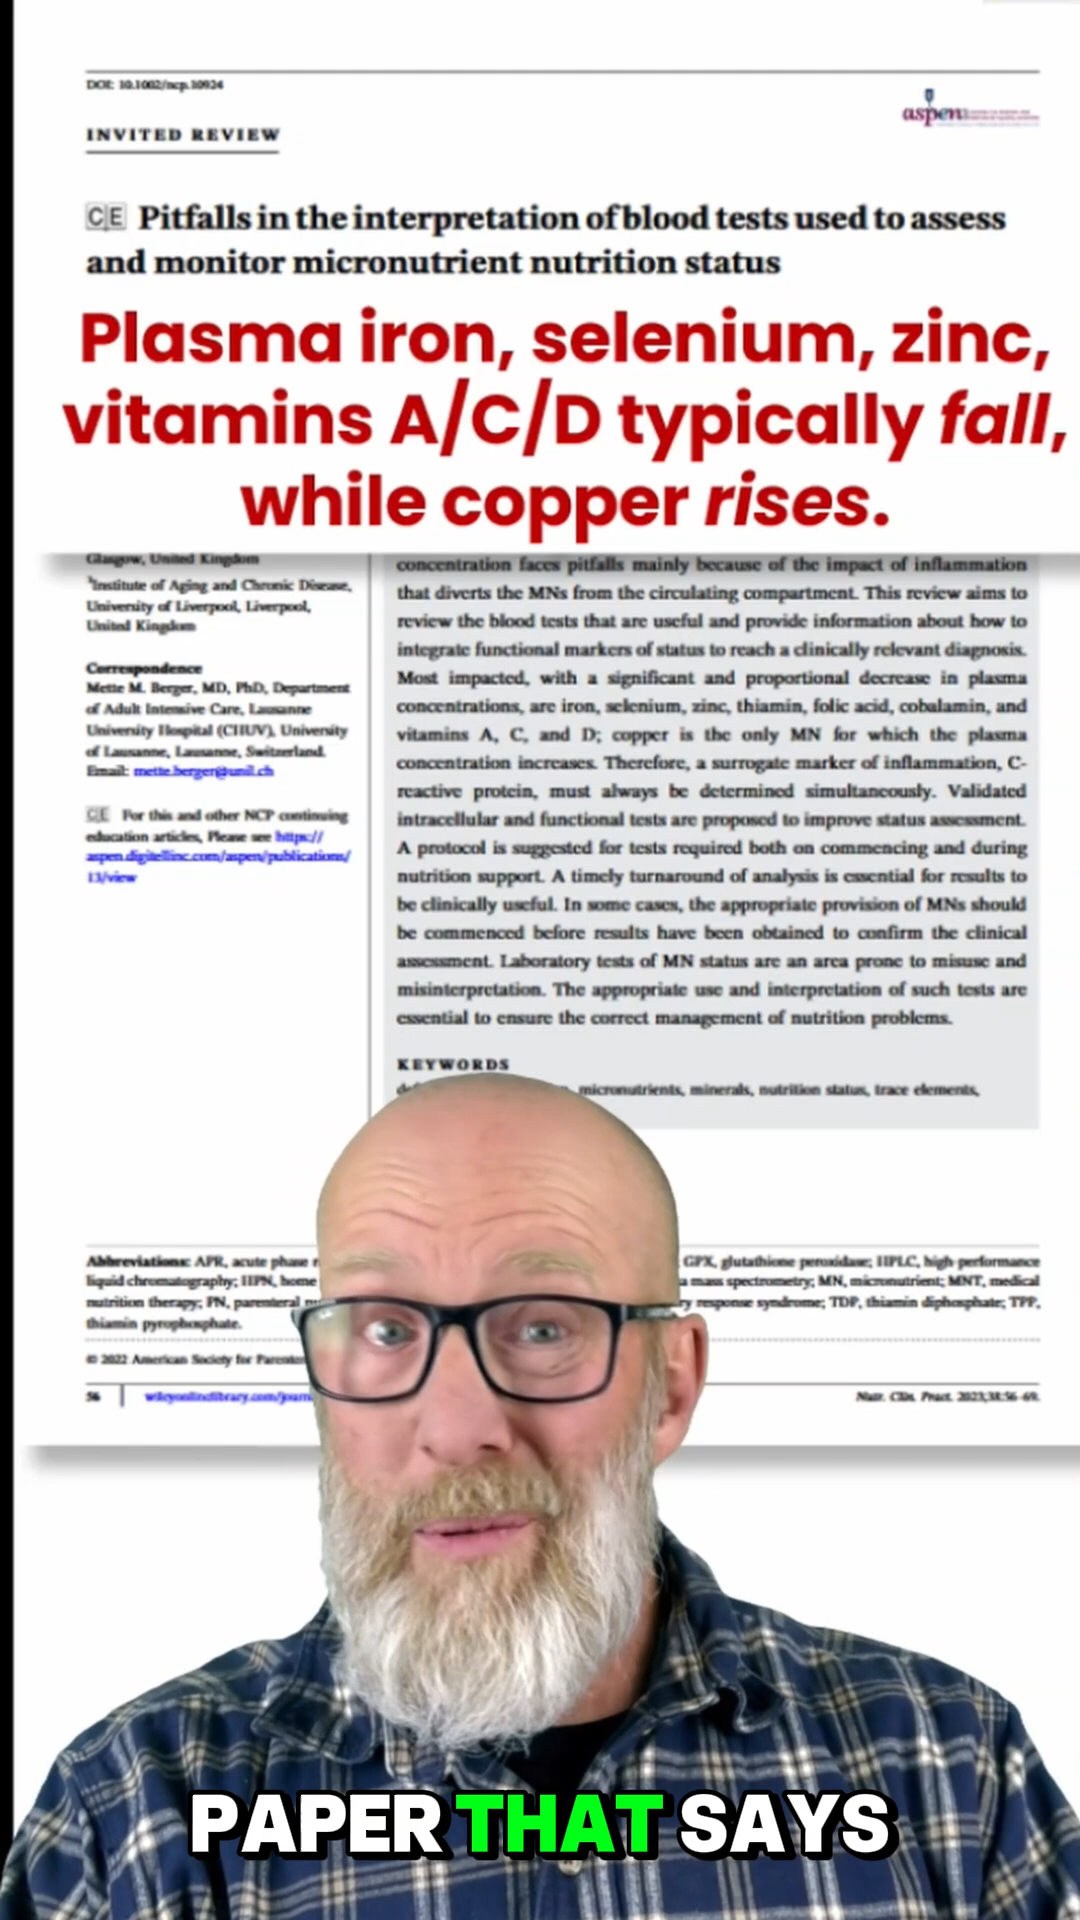 DOI: 10.1002/ncp.10924
aspen
INVITED REVIEW
CE Pitfalls in the interpretation of blood tests used to assess
and monitor micronutrient nutrition status
Plasma iron, selenium, zinc,
vitamins A/C/D typically fall,
while copper rises.
Glasgow, United Kingdom
³Institute of Aging and Chronic Disease,
University of Liverpool, Liverpool,
United Kingdom
Correspondence
Mette M. Berger, MD, PhD, Department
of Adult Intensive Care, Lausanne
University Hospital (CHUV), University
of Lausanne, Lausanne, Switzerland.
Email: mette.berger@unil.ch
CE For this and other NCP continuing
education articles, Please see https://
aspen.digitellinc.com/aspen/publications/
13/view
concentration faces pitfalls mainly because of the impact of inflammation
that diverts the MNs from the circulating compartment. This review aims to
review the blood tests that are useful and provide information about how to
integrate functional markers of status to reach a clinically relevant diagnosis.
Most impacted, with a significant and proportional decrease in plasma
concentrations, are iron, selenium, zinc, thiamin, folic acid, cobalamin, and
vitamins A, C, and D; copper is the only MN for which the plasma
concentration increases. Therefore, a surrogate marker of inflammation, C-
reactive protein, must always be determined simultaneously. Validated
intracellular and functional tests are proposed to improve status assessment.
A protocol is suggested for tests required both on commencing and during
nutrition support. A timely turnaround of analysis is essential for results to
be clinically useful. In some cases, the appropriate provision of MNs should
be commenced before results have been obtained to confirm the clinical
assessment. Laboratory tests of MN status are an area prone to misuse and
misinterpretation. The appropriate use and interpretation of such tests are
essential to ensure the correct management of nutrition problems.
KEYWORDS
micronutrients, minerals, nutrition status, trace elements,
Abbreviations: APR, acute phase GPX, glutathione peroxidase; HPLC, high-performance
liquid chromatography; HPN, home mass spectrometry; MN, micronutrient; MNT, medical
nutrition therapy; PN, parenteral response syndrome; TDP, thiamin diphosphate; TPP,
thiamin pyrophosphate.
© 2022 American Society for
56 | wileyonlinelibrary.com/ Nutr. Clin. Pract. 2023;38:56–69.
PAPER THAT SAYS